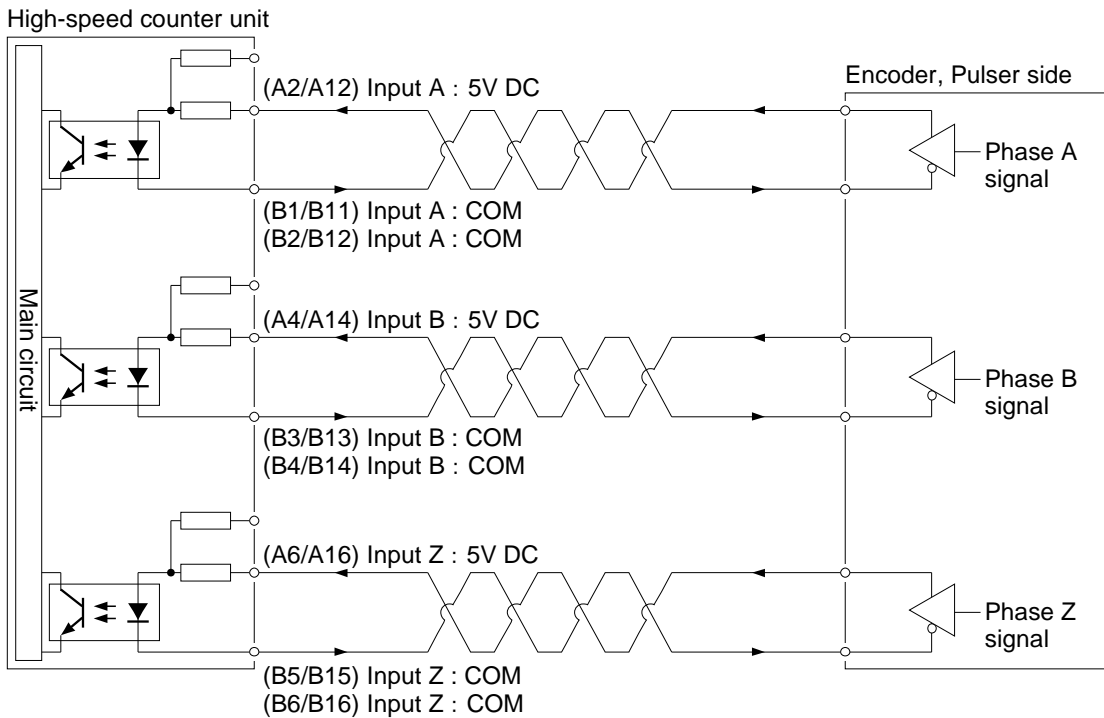 High-speed counter unit
Encoder, Pulser side
Main circuit
(A2/A12) Input A : 5V DC
Phase A
signal
(B1/B11) Input A : COM
(B2/B12) Input A : COM
(A4/A14) Input B : 5V DC
Phase B
signal
(B3/B13) Input B : COM
(B4/B14) Input B : COM
(A6/A16) Input Z : 5V DC
Phase Z
signal
(B5/B15) Input Z : COM
(B6/B16) Input Z : COM